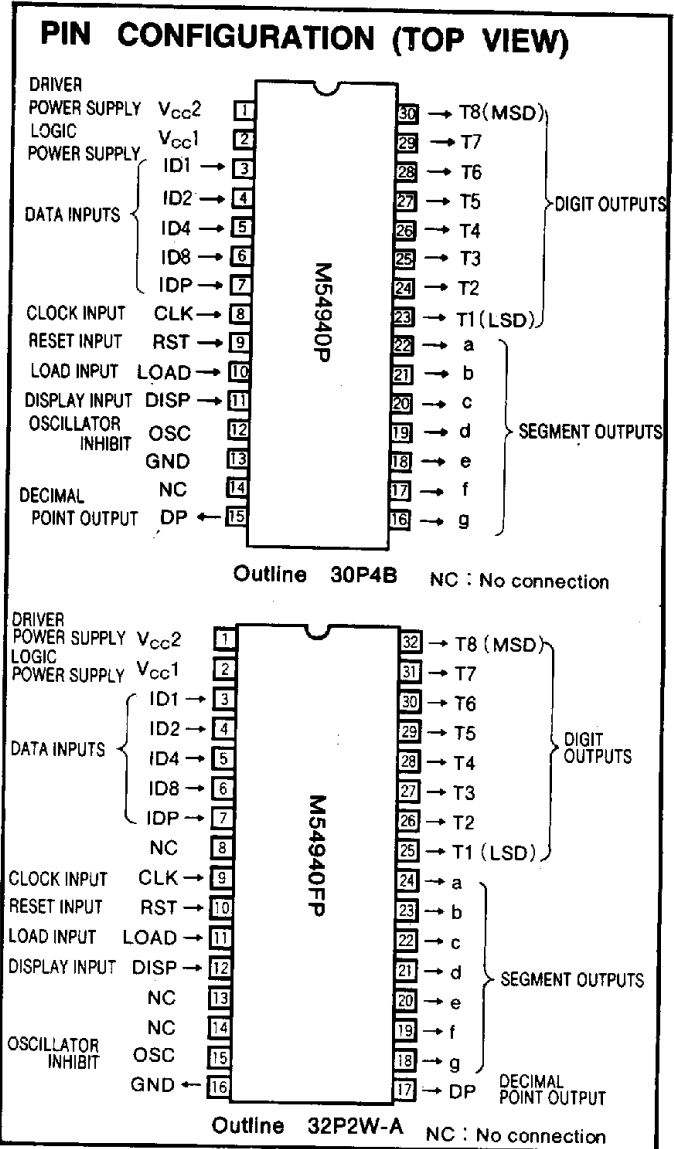 PIN CONFIGURATION (TOP VIEW)
DRIVER
POWER SUPPLY VCC2 1
LOGIC
POWER SUPPLY VCC1 2
DATA INPUTS
ID1 → 3
ID2 → 4
ID4 → 5
ID8 → 6
IDP → 7
CLOCK INPUT CLK → 8
RESET INPUT RST → 9
LOAD INPUT LOAD → 10
DISPLAY INPUT DISP → 11
OSCILLATOR
INHIBIT OSC 12
GND 13
NC 14
DECIMAL
POINT OUTPUT DP ← 15
M54940P
30 → T8 (MSD)
29 → T7
28 → T6
27 → T5
26 → T4
25 → T3
24 → T2
23 → T1 (LSD)
DIGIT OUTPUTS
22 → a
21 → b
20 → c
19 → d
18 → e
17 → f
16 → g
SEGMENT OUTPUTS
Outline 30P4B
NC : No connection
DRIVER
POWER SUPPLY VCC2 1
LOGIC
POWER SUPPLY VCC1 2
DATA INPUTS
ID1 → 3
ID2 → 4
ID4 → 5
ID8 → 6
IDP → 7
NC 8
CLOCK INPUT CLK → 9
RESET INPUT RST → 10
LOAD INPUT LOAD → 11
DISPLAY INPUT DISP → 12
NC 13
NC 14
OSCILLATOR
INHIBIT OSC 15
GND ← 16
M54940FP
32 → T8 (MSD)
31 → T7
30 → T6
29 → T5
28 → T4
27 → T3
26 → T2
25 → T1 (LSD)
DIGIT
OUTPUTS
24 → a
23 → b
22 → c
21 → d
20 → e
19 → f
18 → g
SEGMENT OUTPUTS
17 → DP DECIMAL
POINT OUTPUT
Outline 32P2W-A
NC : No connection